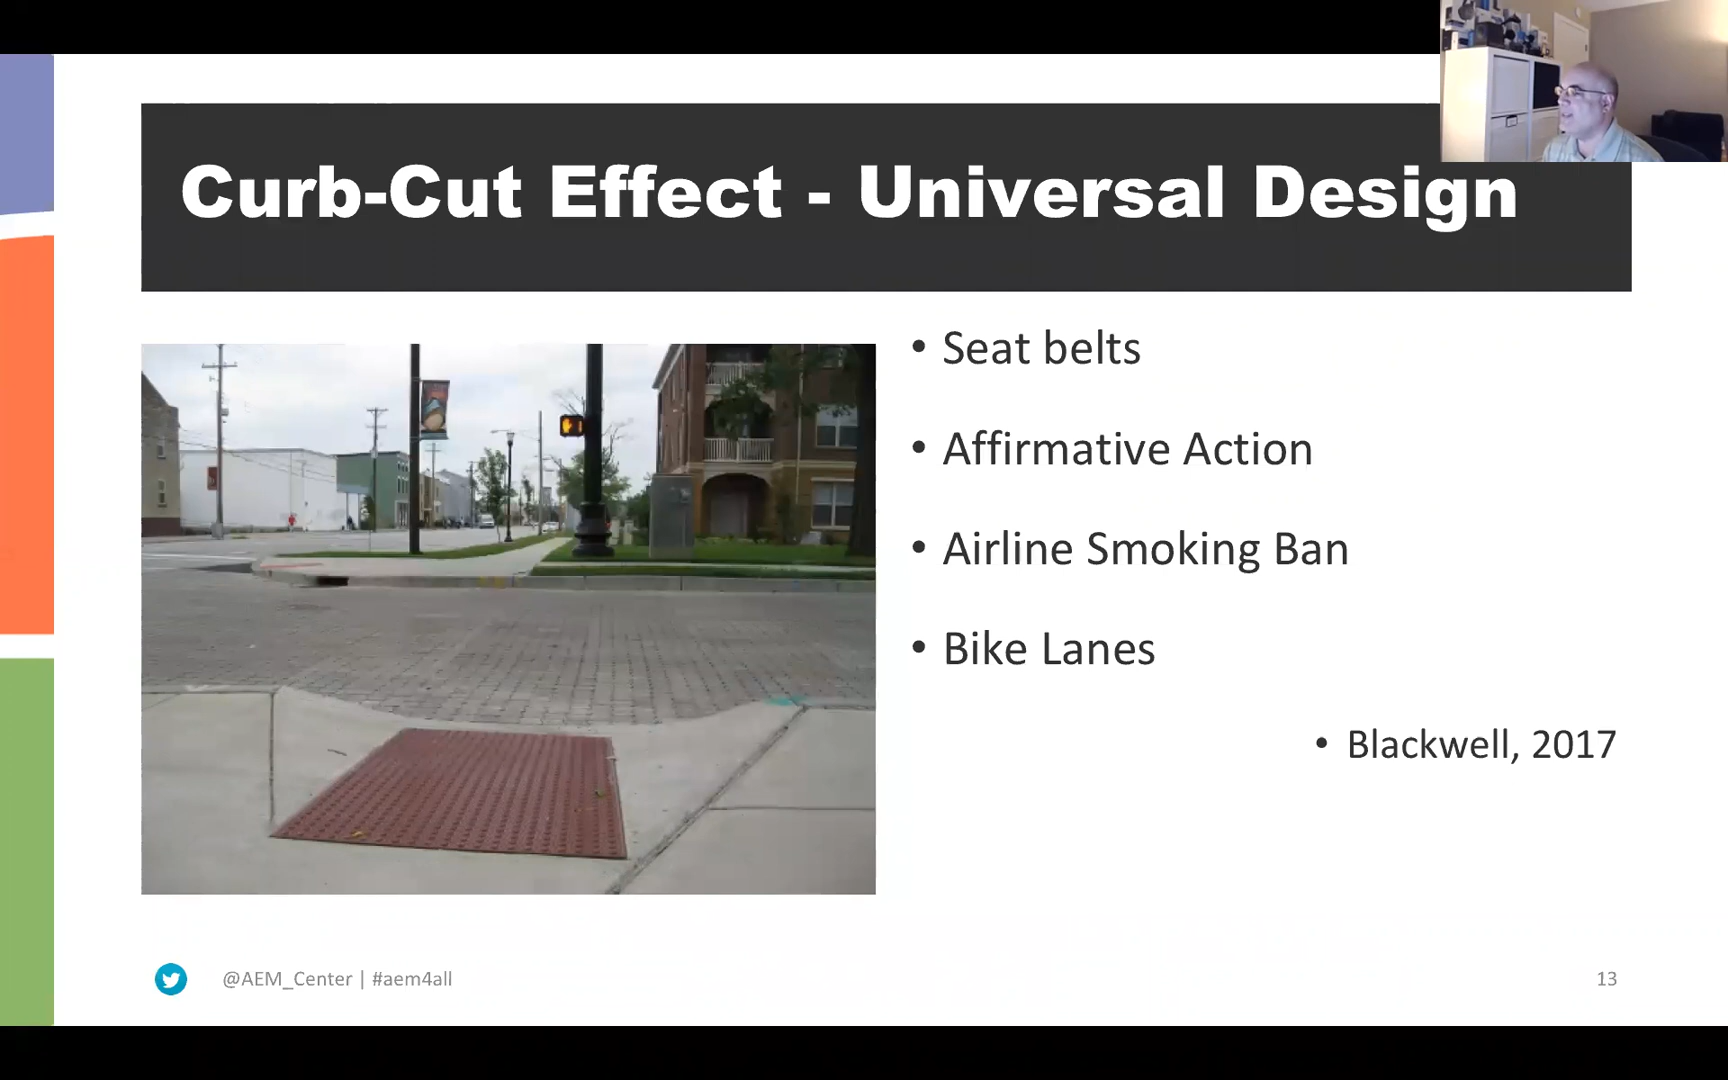 Curb-Cut Effect - Universal Design
• Seat belts
• Affirmative Action
• Airline Smoking Ban
• Bike Lanes
• Blackwell, 2017
@AEM_Center | #aem4all
13